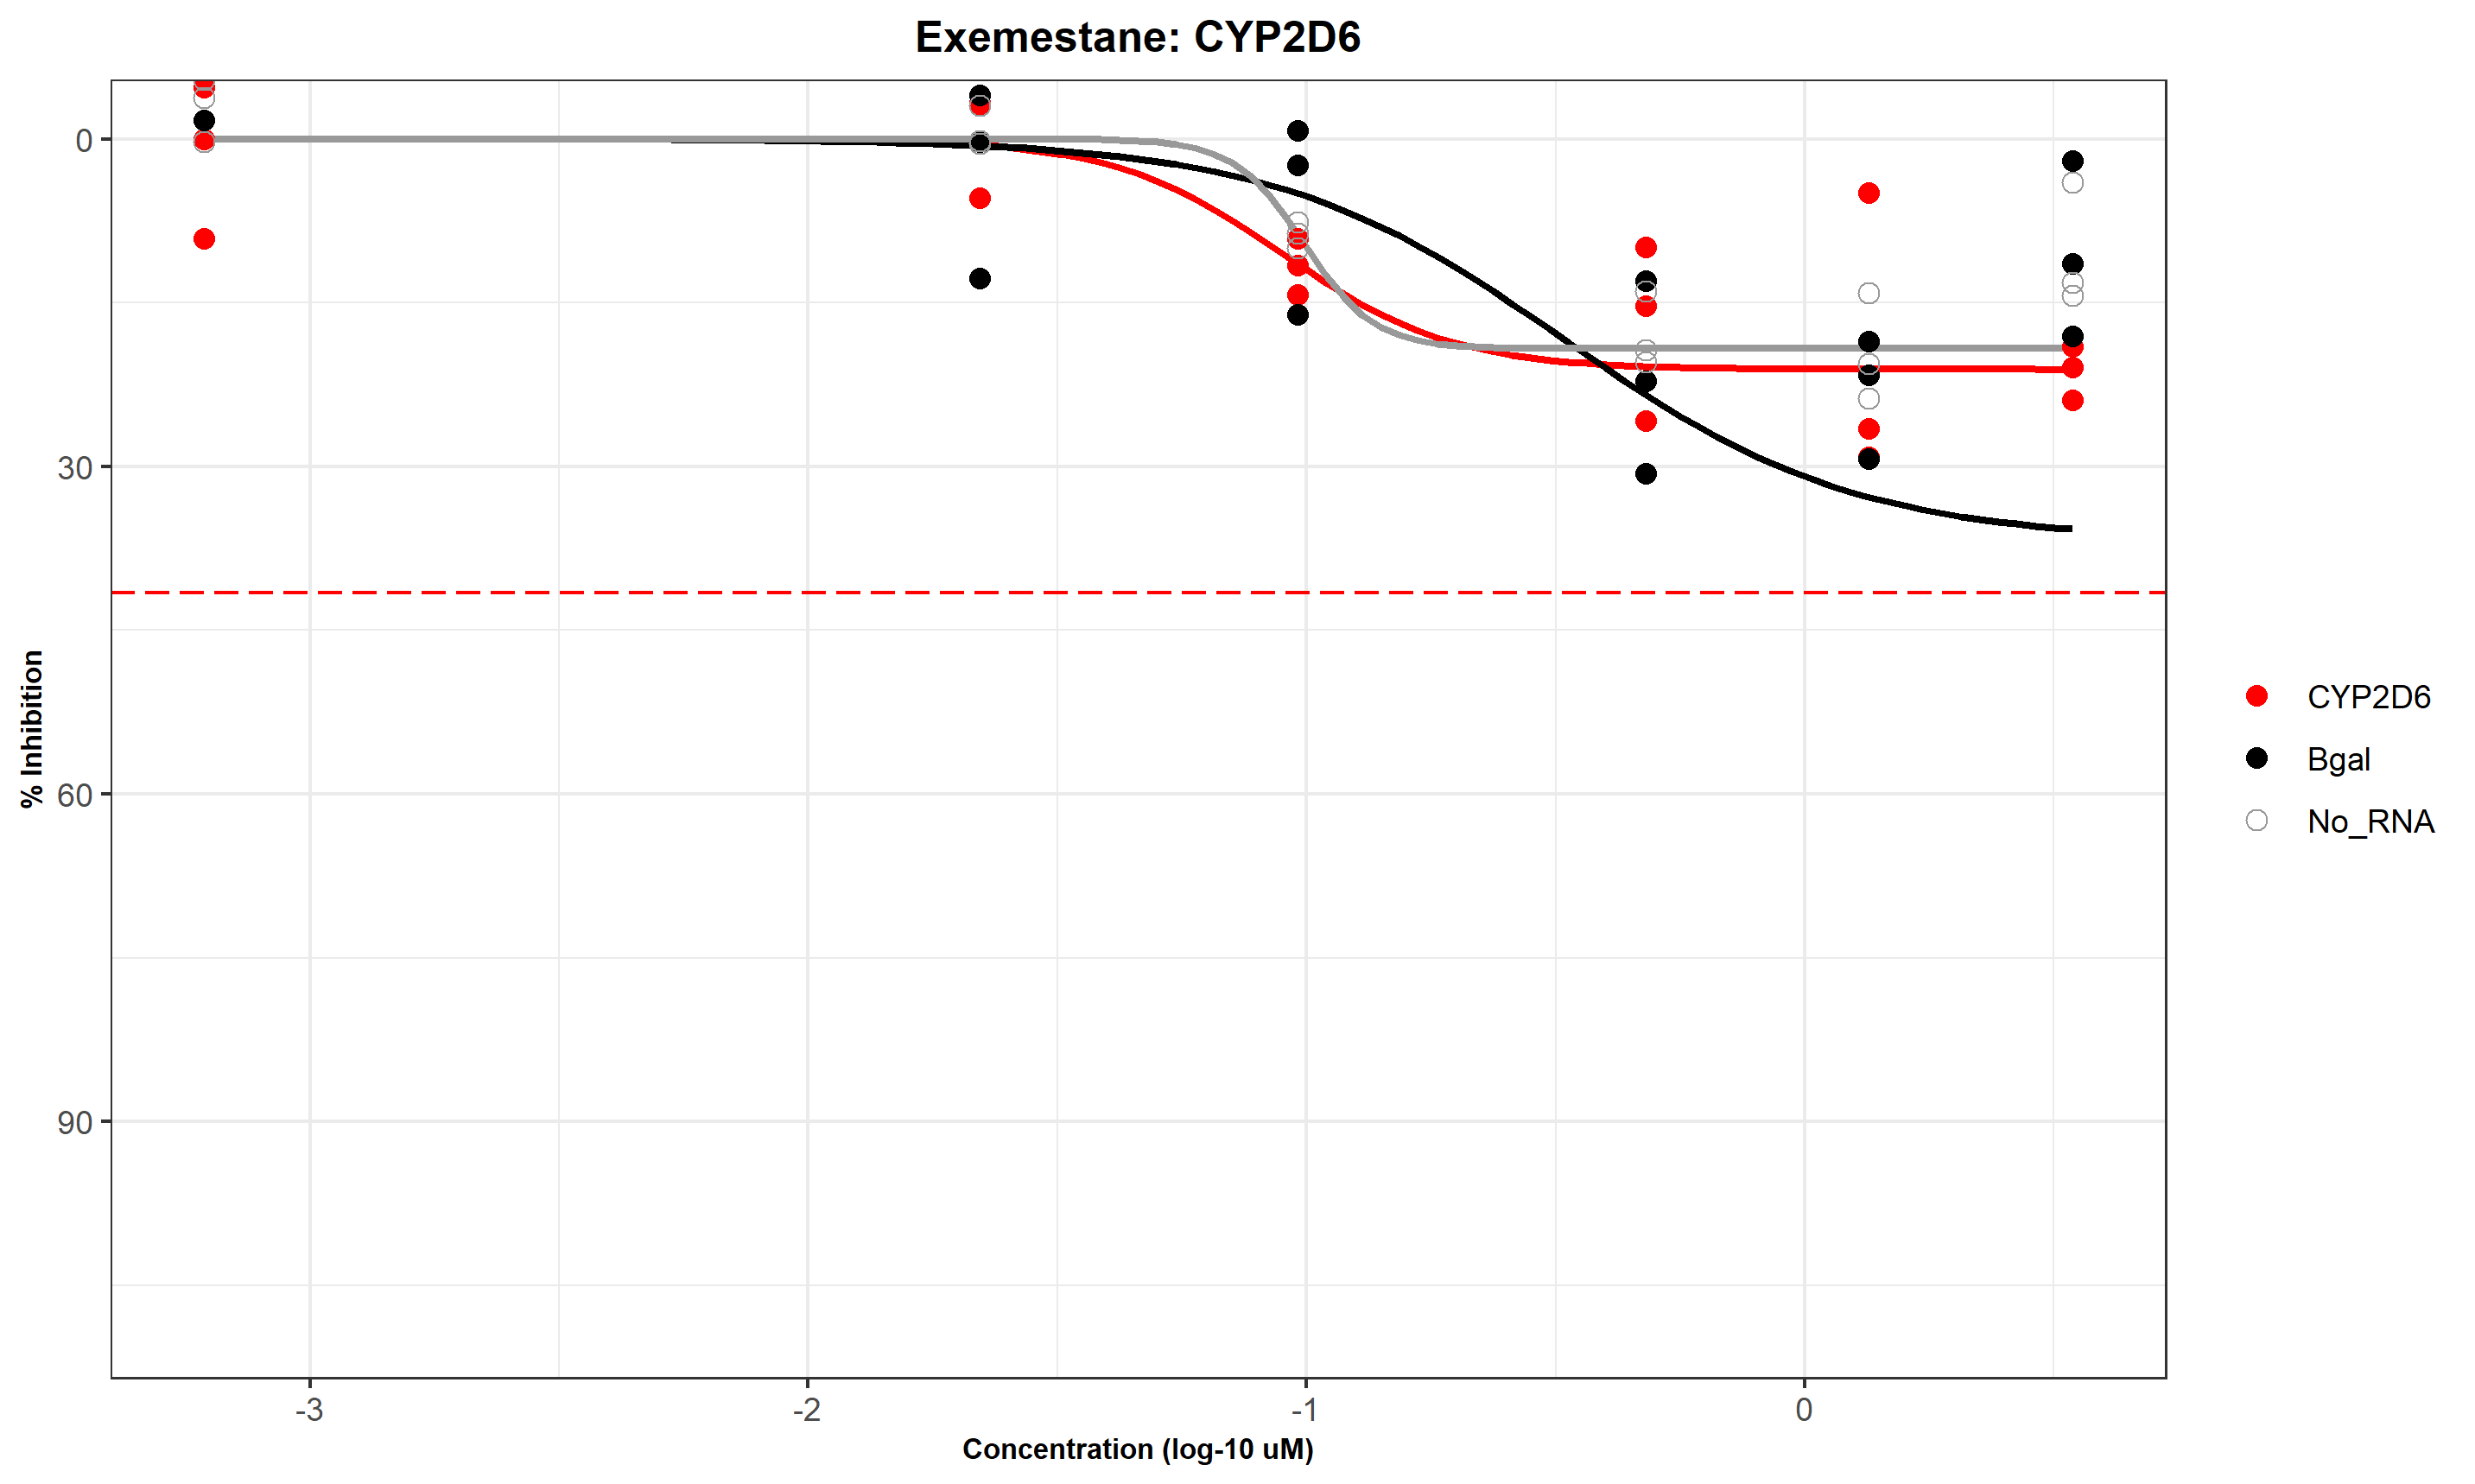 Exemestane: CYP2D6
0
30
60
90
% Inhibition
-3
-2
-1
0
Concentration (log-10 uM)
CYP2D6
Bgal
No_RNA